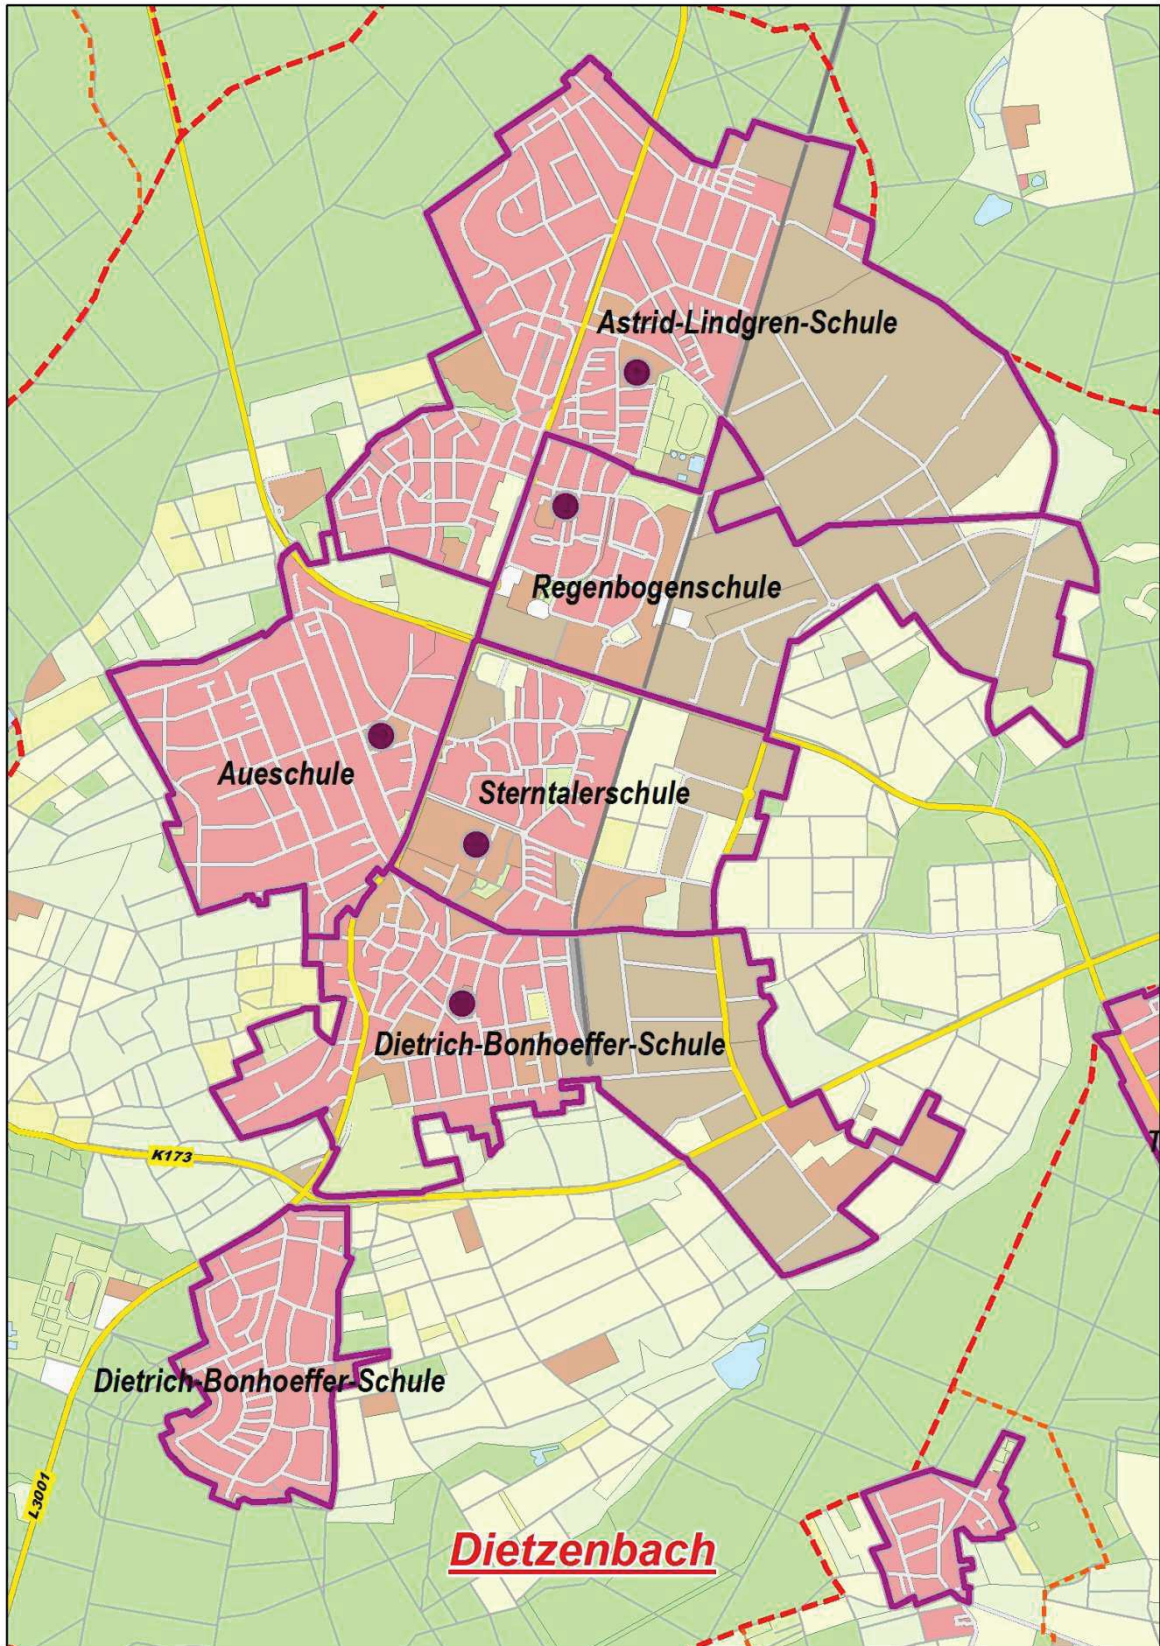 Astrid-Lindgren-Schule
Regenbogenschule
Aueschule
Sterntalerschule
Dietrich-Bonhoeffer-Schule
T
K173
Dietrich-Bonhoeffer-Schule
L3001
Dietzenbach